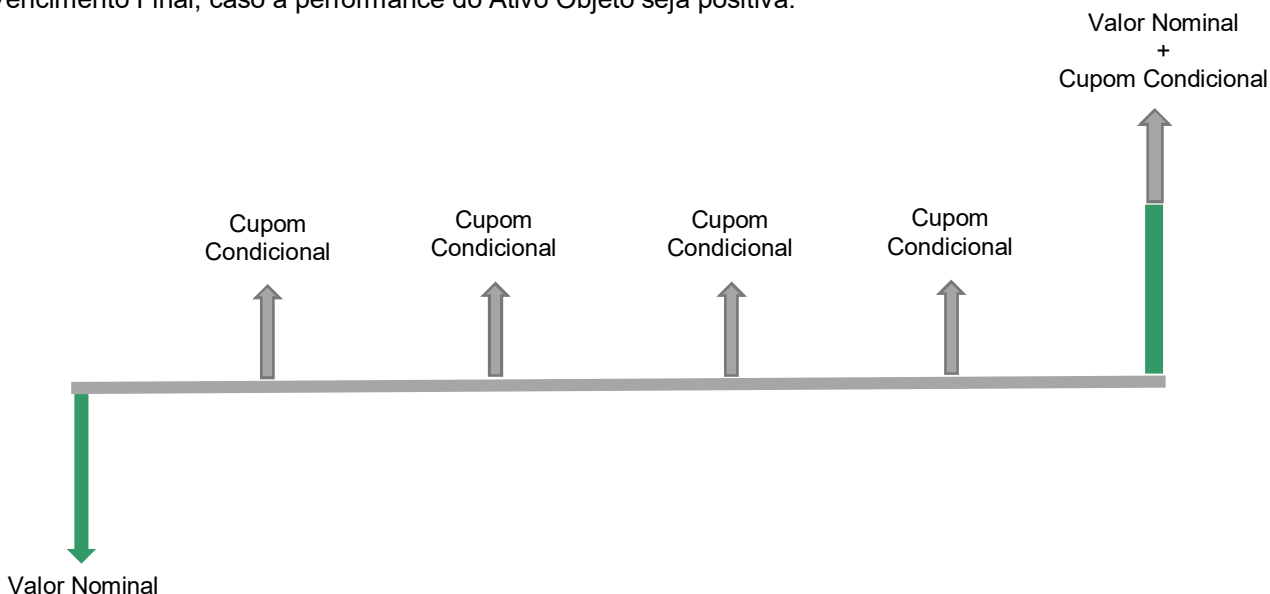 Vencimento Final, caso a performance do Ativo Objeto seja positiva.
Valor Nominal
+
Cupom Condicional
Cupom
Condicional
Cupom
Condicional
Cupom
Condicional
Cupom
Condicional
Valor Nominal